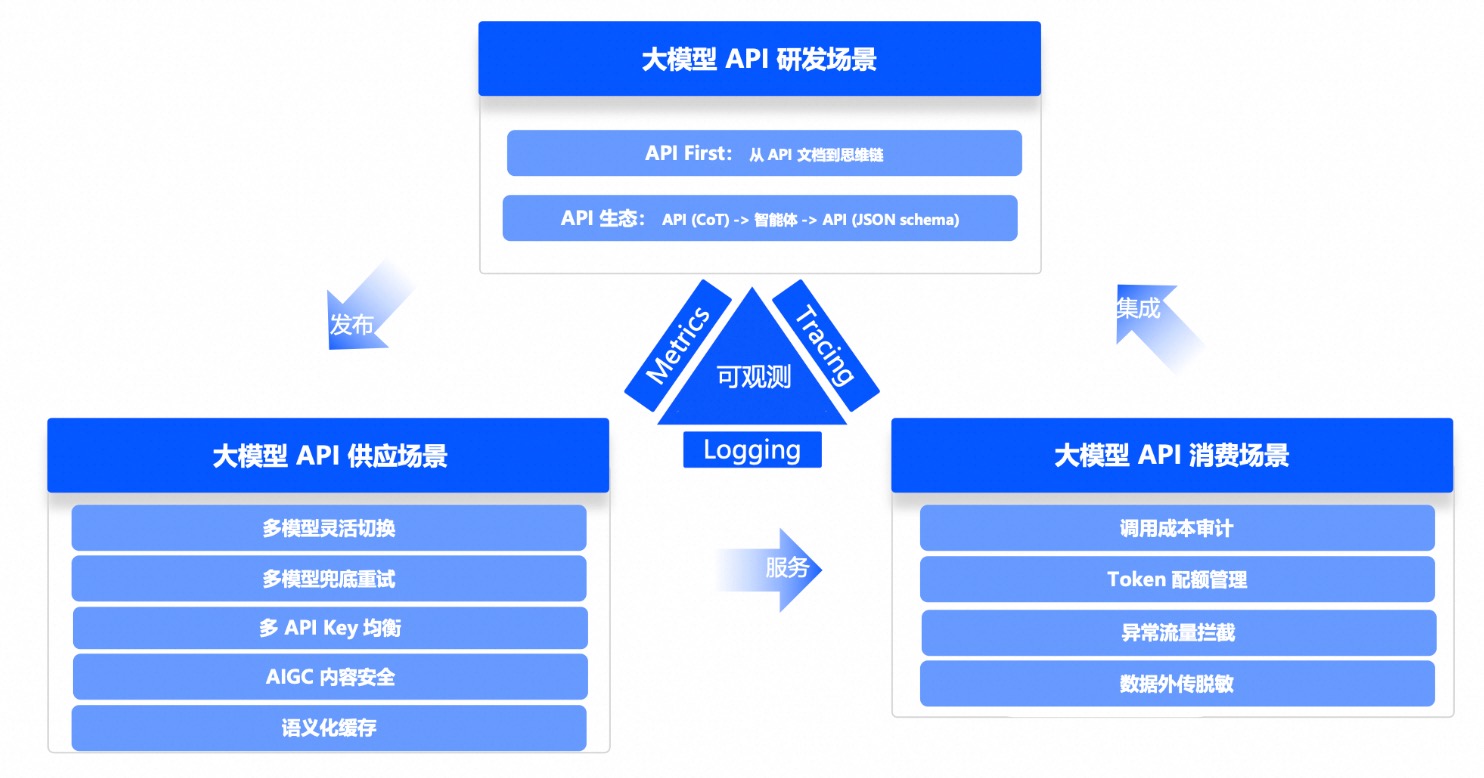 大模型 API 研发场景
API First: 从 API 文档到思维链
API 生态: API (CoT) -> 智能体 -> API (JSON schema)
发布
集成
Metrics
Tracing
可观测
Logging
大模型 API 供应场景
多模型灵活切换
多模型兜底重试
多 API Key 均衡
AIGC 内容安全
语义化缓存
服务
大模型 API 消费场景
调用成本审计
Token 配额管理
异常流量拦截
数据外传脱敏